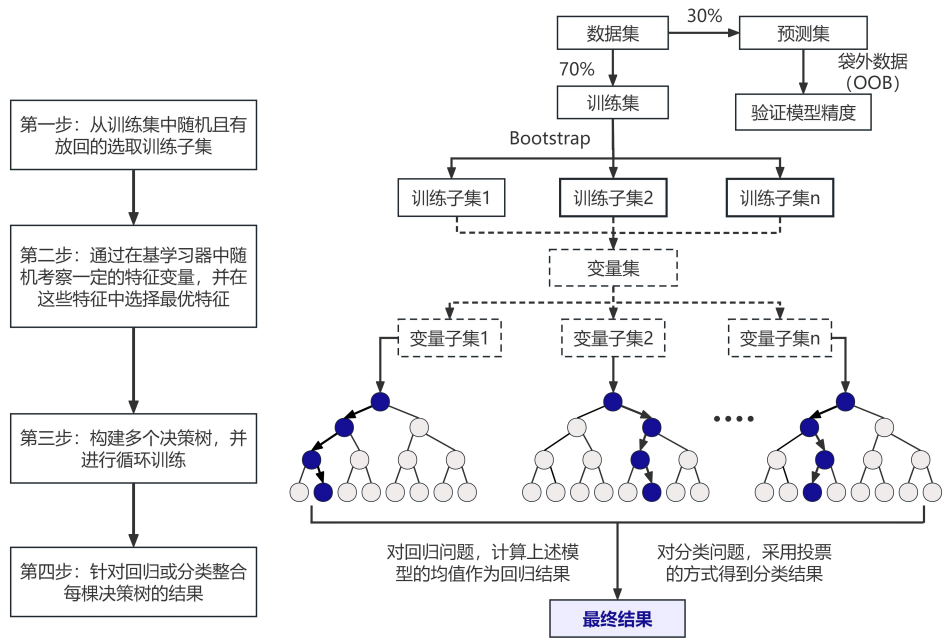 第一步：从训练集中随机且有
放回的选取训练子集
第二步：通过在基学习器中随
机考察一定的特征变量，并在
这些特征中选择最优特征
第三步：构建多个决策树，并
进行循环训练
第四步：针对回归或分类整合
每棵决策树的结果
数据集
30%
预测集
70%
袋外数据
（OOB）
训练集
验证模型精度
Bootstrap
训练子集1
训练子集2
训练子集n
变量集
变量子集1
变量子集2
变量子集n
对回归问题，计算上述模
型的均值作为回归结果
对分类问题，采用投票
的方式得到分类结果
最终结果